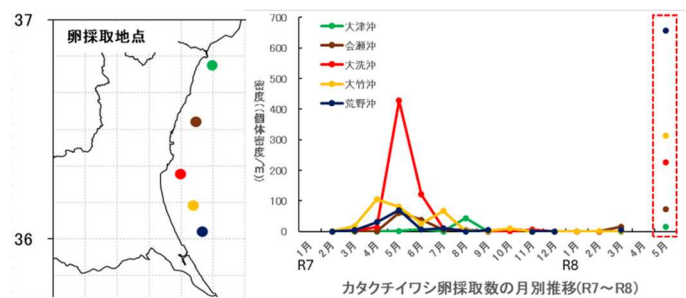 37
卵採取地点
36
700
600
500
400
300
200
100
0
大津沖
会瀬沖
大洗沖
大竹沖
荒野沖
1月
2月
3月
4月
5月
6月
7月
8月
9月
10月
11月
12月
1月
2月
3月
4月
5月
R7
R8
カタクチイワシ卵採取数の月別推移(R7～R8)